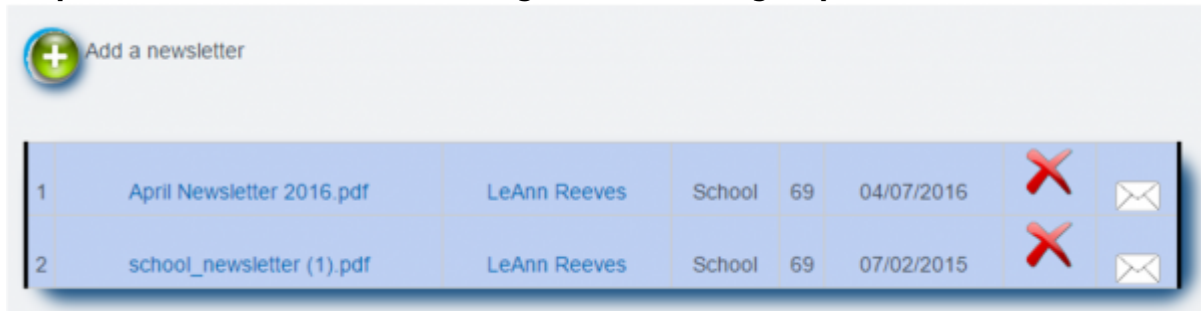 Add a newsletter
1 April Newsletter 2016.pdf LeAnn Reeves School 69 04/07/2016
2 school_newsletter (1).pdf LeAnn Reeves School 69 07/02/2015